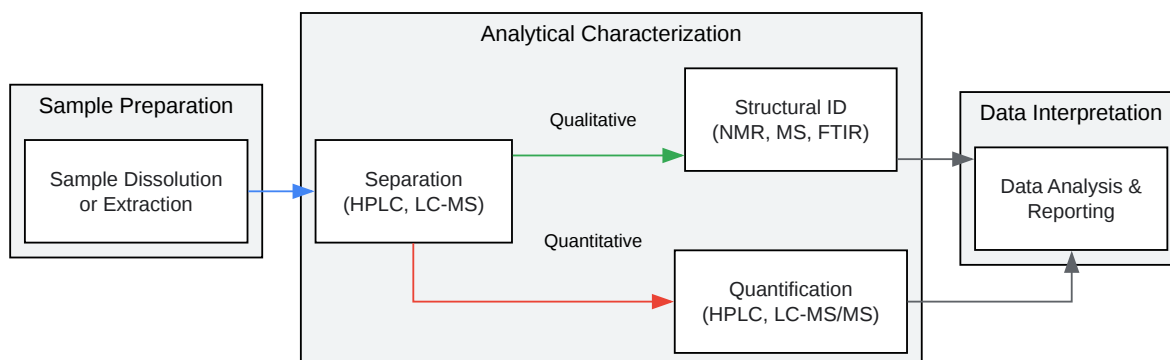 Sample Preparation
Sample Dissolution
or Extraction
Analytical Characterization
Separation
(HPLC, LC-MS)
Qualitative
Structural ID
(NMR, MS, FTIR)
Quantitative
Quantification
(HPLC, LC-MS/MS)
Data Interpretation
Data Analysis &
Reporting